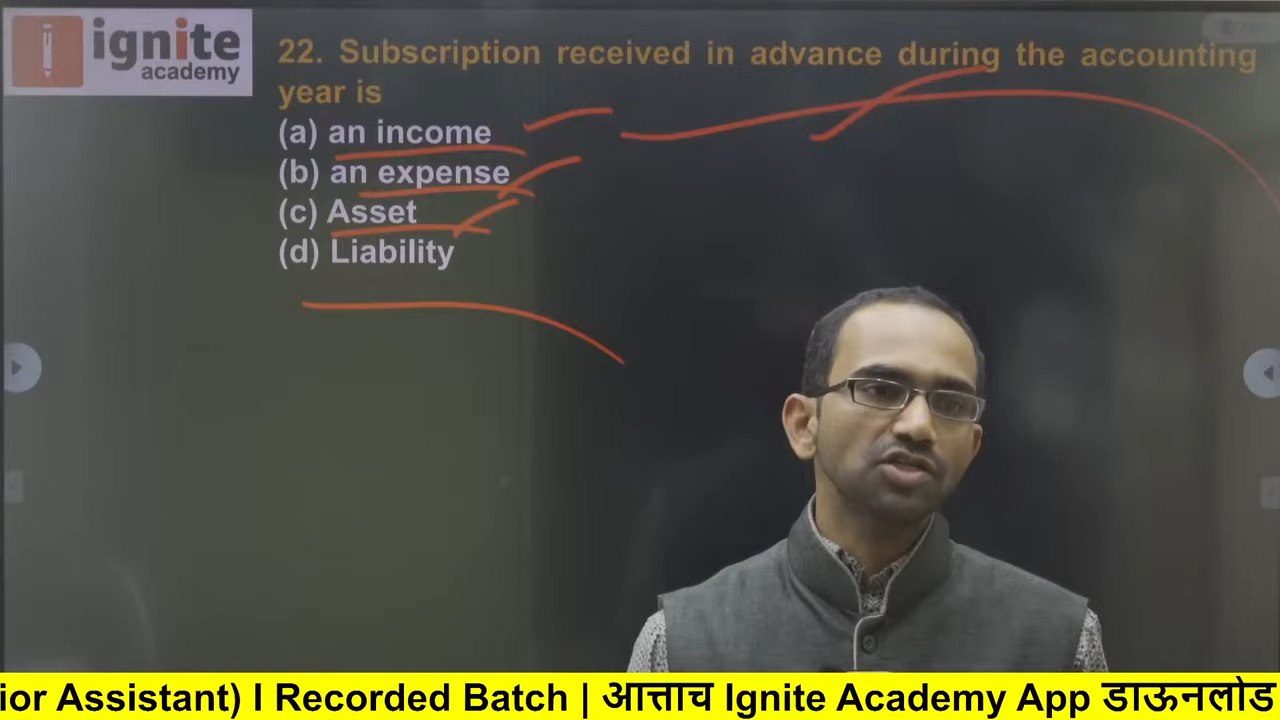 ignite
academy
22. Subscription received in advance during the accounting
year is
(a) an income
(b) an expense
(c) Asset
(d) Liability
ior Assistant) I Recorded Batch | आत्ताच Ignite Academy App डाऊनलोड